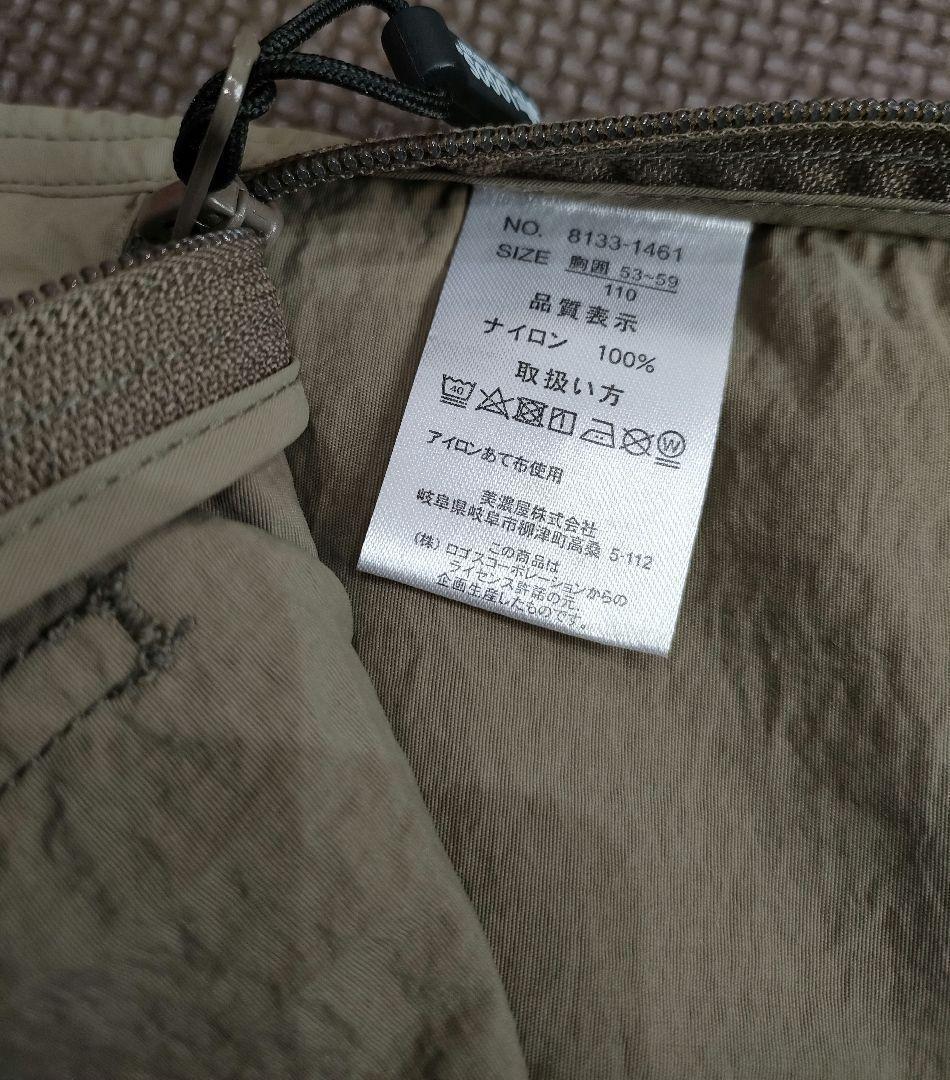 NO. 8133-1461
SIZE 胸囲 53~59
110
品質表示
ナイロン 100%
取扱い方
40 W
アイロンあて布使用
美濃屋株式会社
岐阜県岐阜市柳津町高桑 5-112
この商品は
(株) ロゴスコーポレーションからの
ライセンス許諾の元、
企画生産したものです。